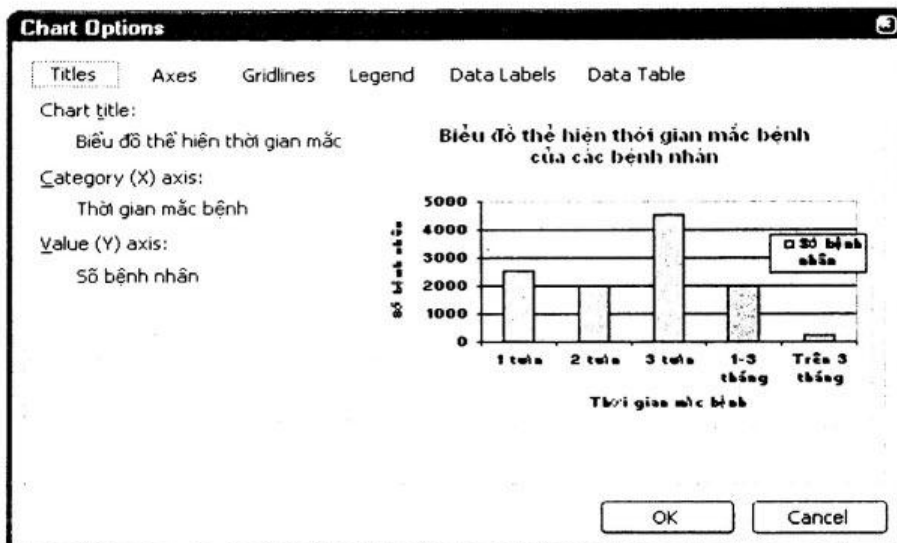 Chart Options
Titles Axes Gridlines Legend Data Labels Data Table
Chart title:
Biểu đồ thể hiện thời gian mắc
Category (X) axis:
Thời gian mắc bệnh
Value (Y) axis:
Số bệnh nhân
Biểu đồ thể hiện thời gian mắc bệnh
của các bệnh nhân
Số bệnh nhân
5000
4000
3000
2000
1000
0
Số bệnh
nhân
1 tuần 2 tuần 3 tuần 1-3 Trên 3
tháng tháng
Thời gian mắc bệnh
OK Cancel